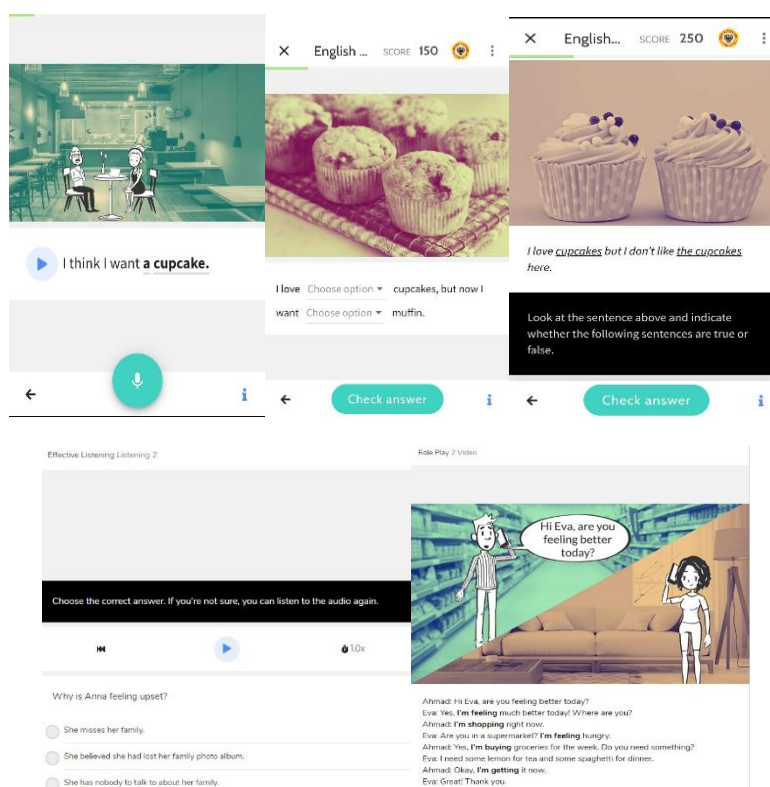 I think I want a cupcake.
English ... SCORE 150
I love Choose option cupcakes, but now I
want Choose option muffin.
Check answer
English... SCORE 250
I love cupcakes but I don't like the cupcakes
here.
Look at the sentence above and indicate
whether the following sentences are true or
false.
Check answer
Effective Listening Listening 2
Choose the correct answer. If you're not sure, you can listen to the audio again.
1.0x
Why is Anna feeling upset?
She misses her family.
She believed she had lost her family photo album.
She has nobody to talk to about her family.
Role Play 2 Video
Hi Eva, are you
feeling better
today?
Ahmad: Hi Eva, are you feeling better today?
Eva: Yes, I'm feeling much better today! Where are you?
Ahmad: I'm shopping right now.
Eva: Are you in a supermarket? I'm feeling hungry.
Ahmad: Yes, I'm buying groceries for the week. Do you need something?
Eva: I need some lemon for tea and some spaghetti for dinner.
Ahmad: Okay, I'm getting it now.
Eva: Great! Thank you.